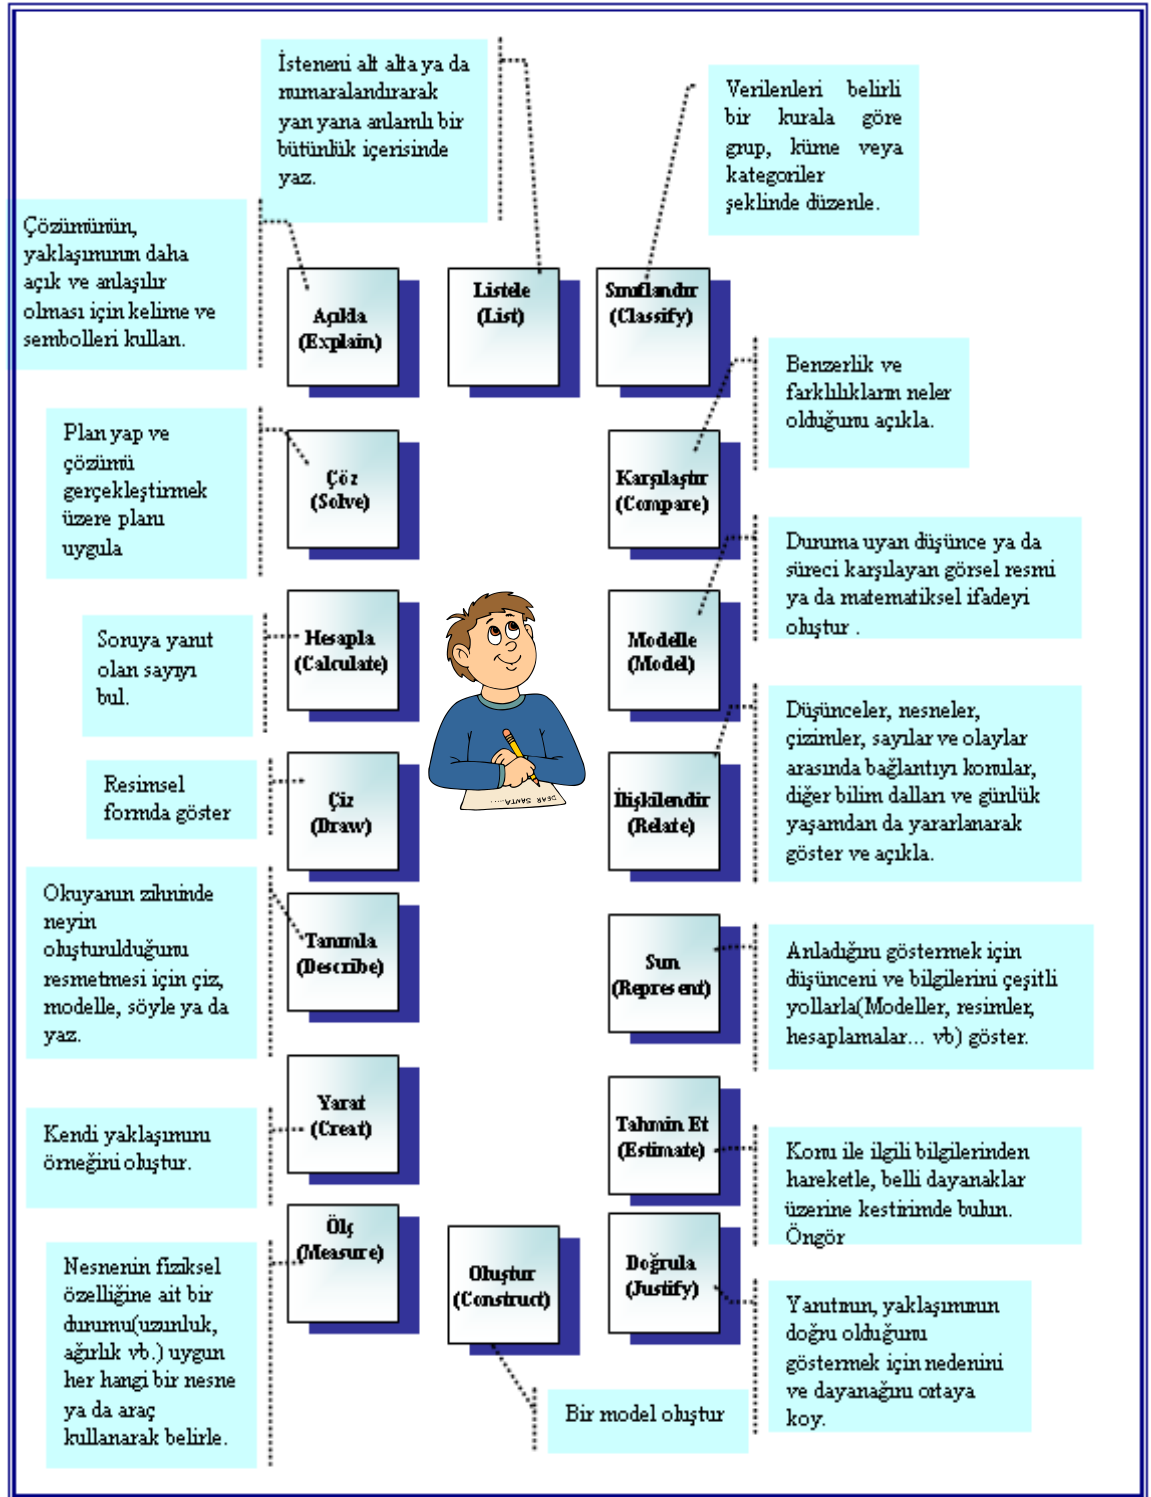 İsteneni alt alta ya da
numaralandırarak
yan yana anlamlı bir
bütünlük içerisinde
yaz.
Verilenleri belirli
bir kurala göre
grup, küme veya
kategoriler
şeklinde düzenle.
Çözümünün,
yaklaşımının daha
açık ve anlaşılır
olması için kelime ve
sembolleri kullan.
Açıkla
(Explain)
Listele
(List)
Sınıflandır
(Classify)
Benzerlik ve
farklılıkların neler
olduğunu açıkla.
Plan yap ve
çözümü
gerçekleştirmek
üzere planı
uygula
Çöz
(Solve)
Karşılaştır
(Compare)
Duruma uyan düşünce ya da
süreci karşılayan görsel resmi
ya da matematiksel ifadeyi
oluştur .
Soruya yanıt
olan sayıyı
bul.
Hesapla
(Calculate)
Modelle
(Model)
Düşünceler, nesneler,
çizimler, sayılar ve olaylar
arasında bağlantıyı konular,
diğer bilim dalları ve günlük
yaşamdan da yararlanarak
göster ve açıkla.
Resimsel
formda göster
Çiz
(Draw)
DEAR SANTA.....
İlişkilendir
(Relate)
Okuyanın zihninde
neyin
oluşturulduğunu
resmetmesi için çiz,
modelle, söyle ya da
yaz.
Tanımla
(Describe)
Sun
(Represent)
Anladığını göstermek için
düşünceni ve bilgilerini çeşitli
yollarla(Modeller, resimler,
hesaplamalar... vb) göster.
Kendi yaklaşımını
örneğini oluştur.
Yarat
(Creat)
Tahmin Et
(Estimate)
Konu ile ilgili bilgilerinden
hareketle, belli dayanaklar
üzerine kestirimde bulun.
Öngör
Nesnenin fiziksel
özelliğine ait bir
durumu(uzunluk,
ağırlık vb.) uygun
her hangi bir nesne
ya da araç
kullanarak belirle.
Ölç
(Measure)
Oluştur
(Construct)
Doğrula
(Justify)
Yanıtının, yaklaşımının
doğru olduğunu
göstermek için nedenini
ve dayanağını ortaya
koy.
Bir model oluştur